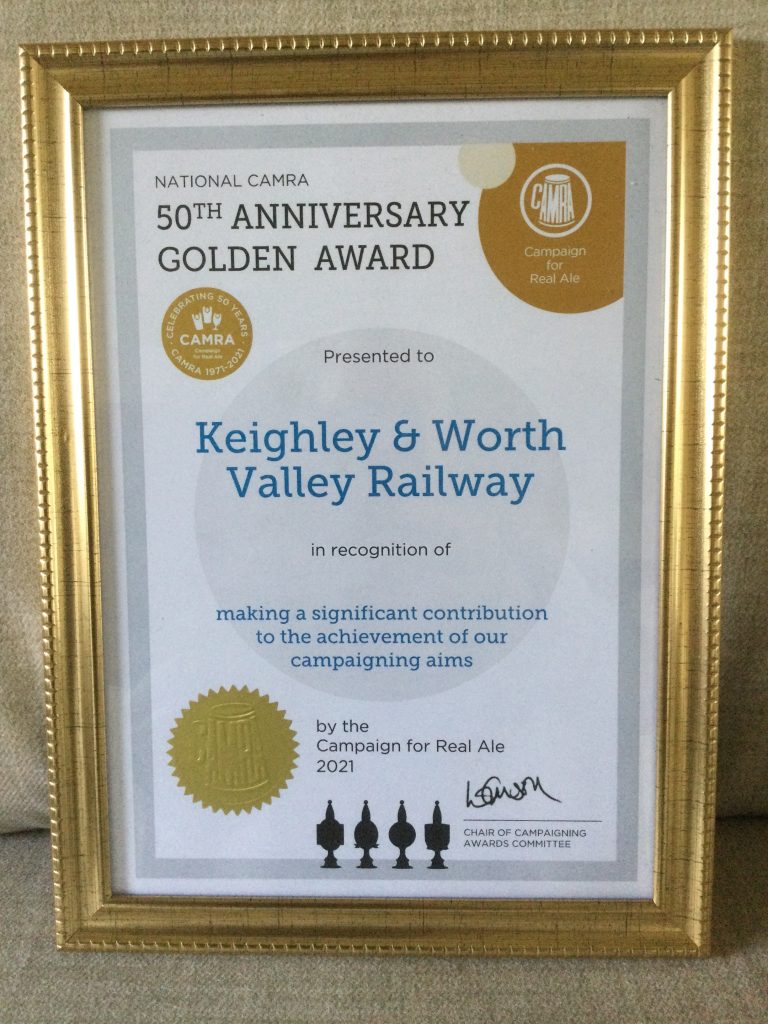 NATIONAL CAMRA
50TH ANNIVERSARY
GOLDEN AWARD
CAMRA
Campaign
for
Real Ale
CELEBRATING 50 YEARS
CAMRA
Campaign
for Real Ale
CAMRA 1971-2021
Presented to
Keighley & Worth
Valley Railway
in recognition of
making a significant contribution
to the achievement of our
campaigning aims
by the
Campaign for Real Ale
2021
CHAIR OF CAMPAIGNING
AWARDS COMMITTEE